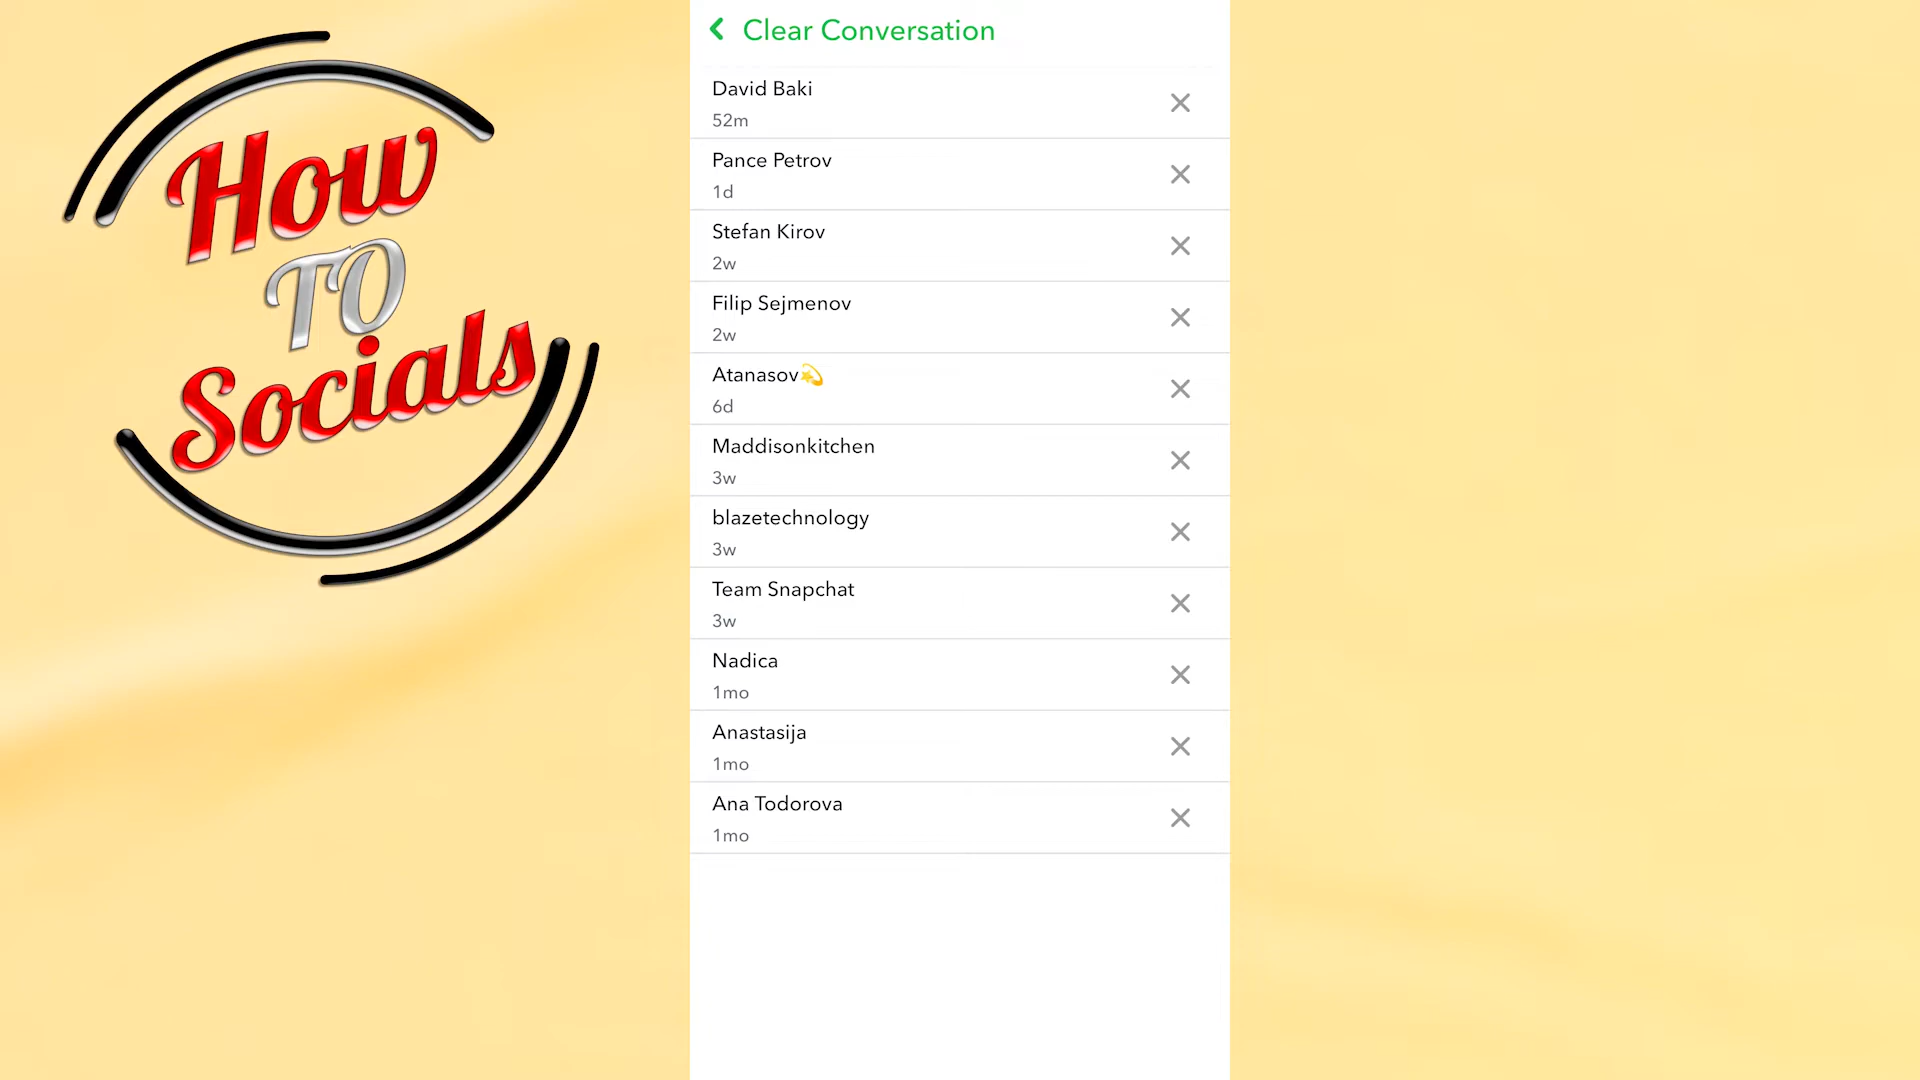 How
TO
Socials
Clear Conversation
David Baki
52m
Pance Petrov
1d
Stefan Kirov
2w
Filip Sejmenov
2w
Atanasov💫
6d
Maddisonkitchen
3w
blazetechnology
3w
Team Snapchat
3w
Nadica
1mo
Anastasija
1mo
Ana Todorova
1mo